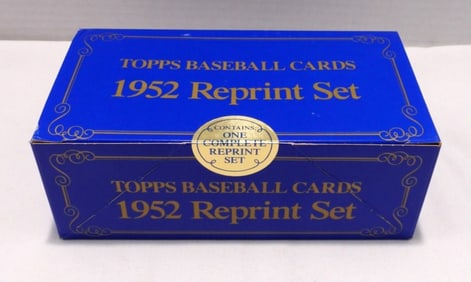 TOPPS BASEBALL CARDS
1952 Reprint Set
CONTAINS:
ONE
COMPLETE
REPRINT
SET
TOPPS BASEBALL CARDS
1952 Reprint Set